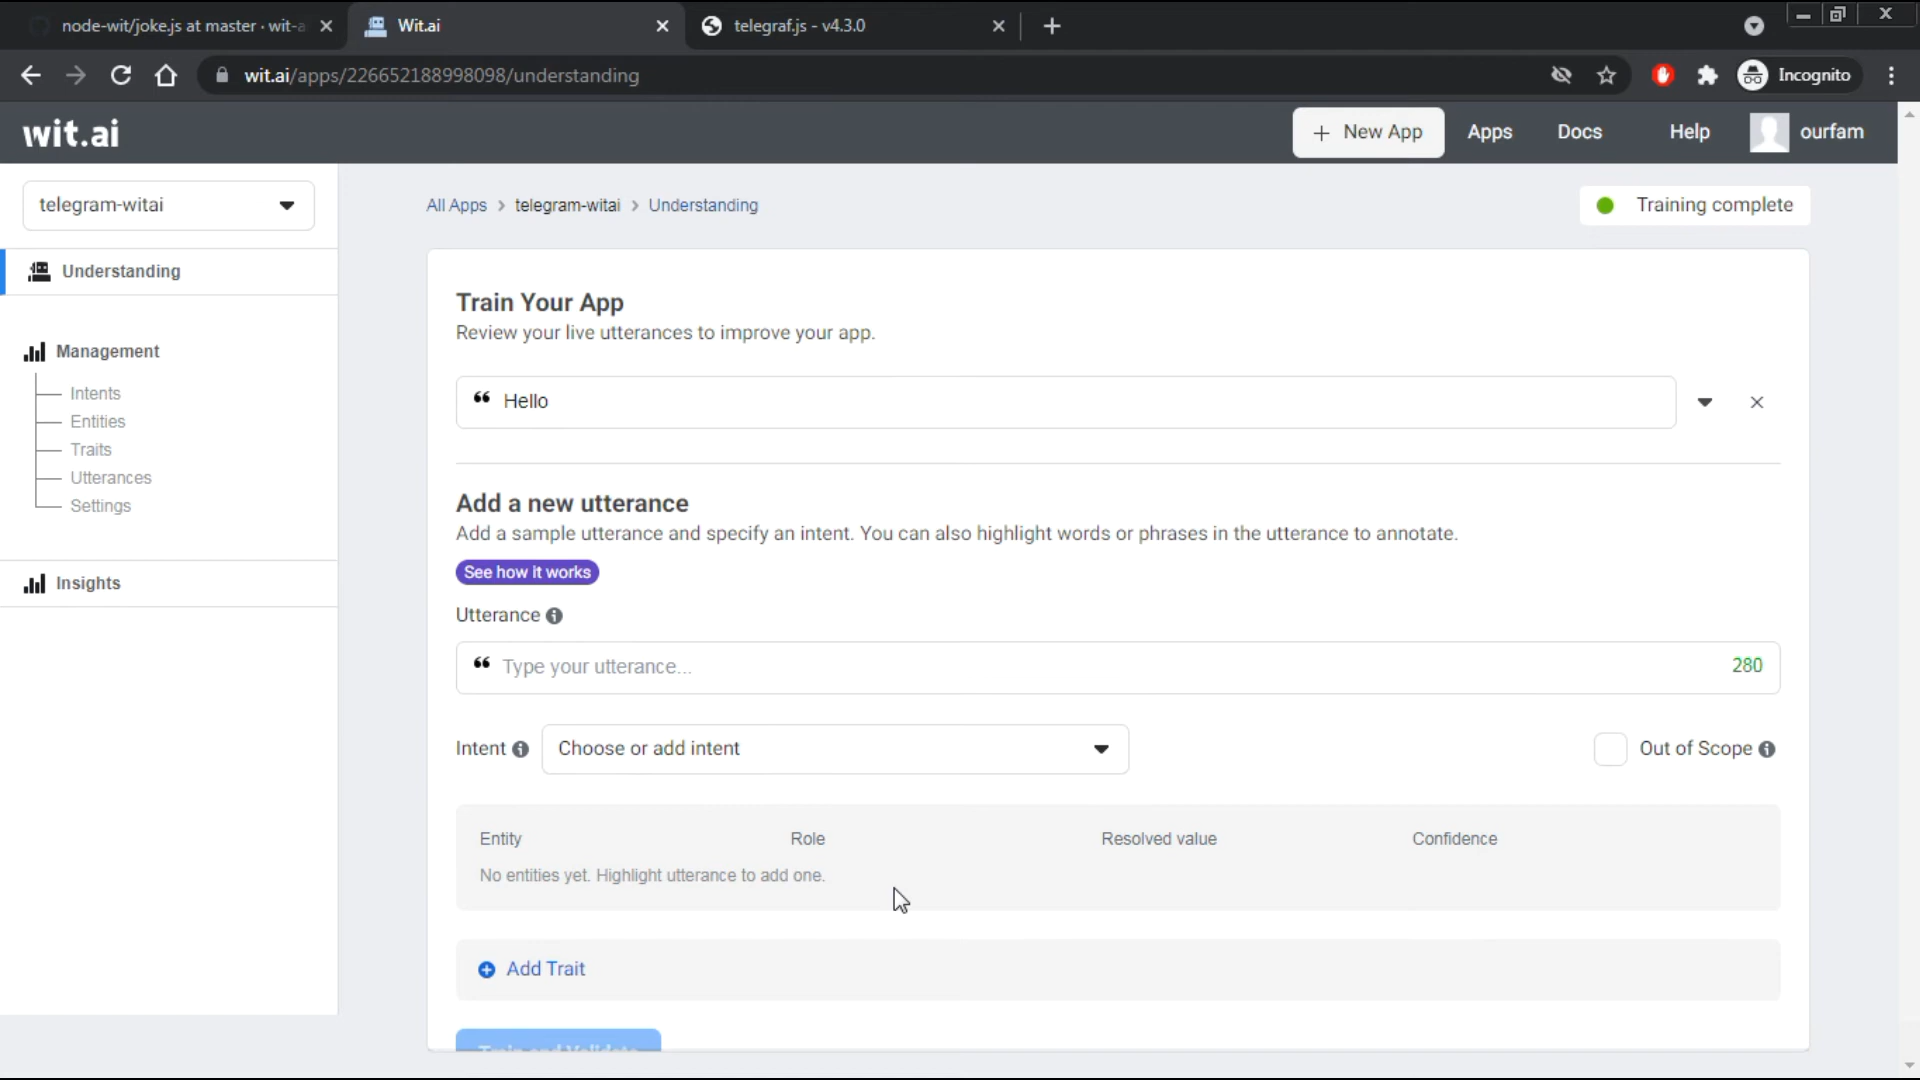 node-wit/joke.js at master · wit-a
Wit.ai
telegraf.js - v4.3.0
wit.ai/apps/226652188998098/understanding
Incognito
wit.ai
New App
Apps
Docs
Help
ourfam
telegram-witai
All Apps > telegram-witai > Understanding
Training complete
Understanding
Management
Intents
Entities
Traits
Utterances
Settings
Insights
Train Your App
Review your live utterances to improve your app.
Hello
Add a new utterance
Add a sample utterance and specify an intent. You can also highlight words or phrases in the utterance to annotate.
See how it works
Utterance
Type your utterance...
280
Intent
Choose or add intent
Out of Scope
Entity Role Resolved value Confidence
No entities yet. Highlight utterance to add one.
Add Trait
Train and Validate